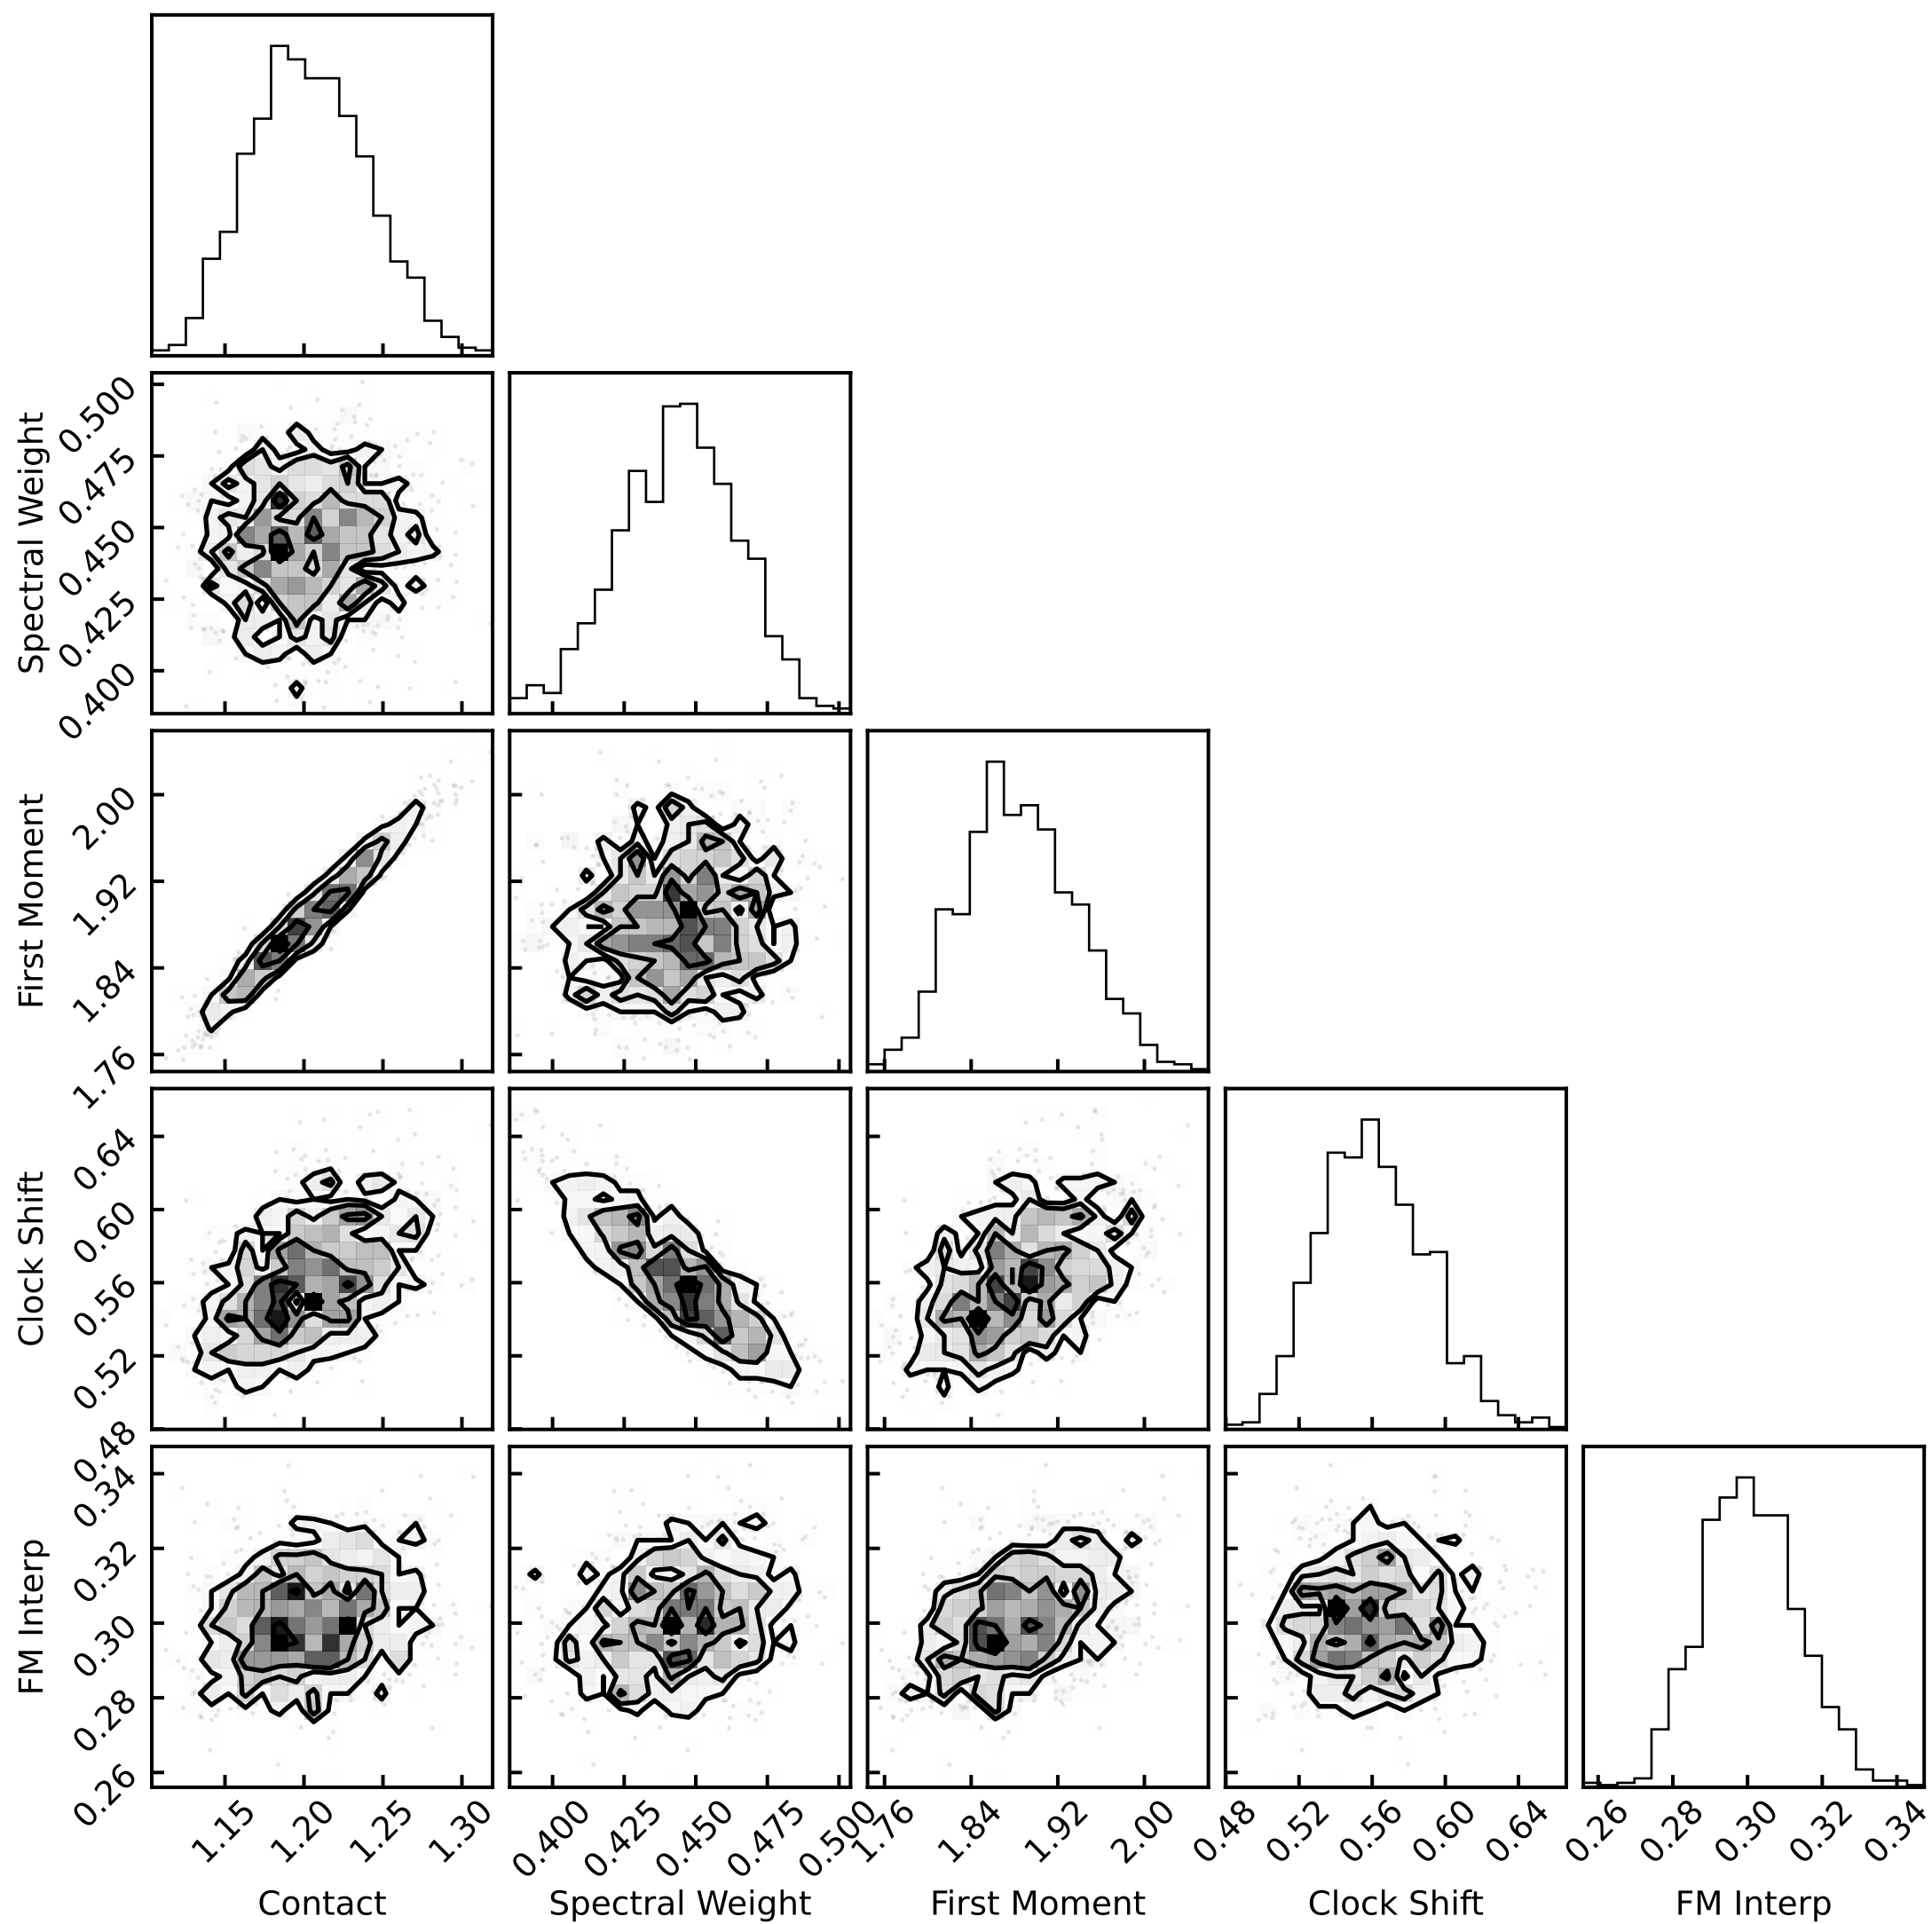 Spectral Weight
0.500
0.475
0.450
0.425
0.400
First Moment
2.00
1.92
1.84
1.76
Clock Shift
0.64
0.60
0.56
0.52
0.48
FM Interp
0.34
0.32
0.30
0.28
0.26
1.15 1.20 1.25 1.30
0.400 0.425 0.450 0.475 0.500
1.76 1.84 1.92 2.00
0.48 0.52 0.56 0.60 0.64
0.26 0.28 0.30 0.32 0.34
Contact
Spectral Weight
First Moment
Clock Shift
FM Interp